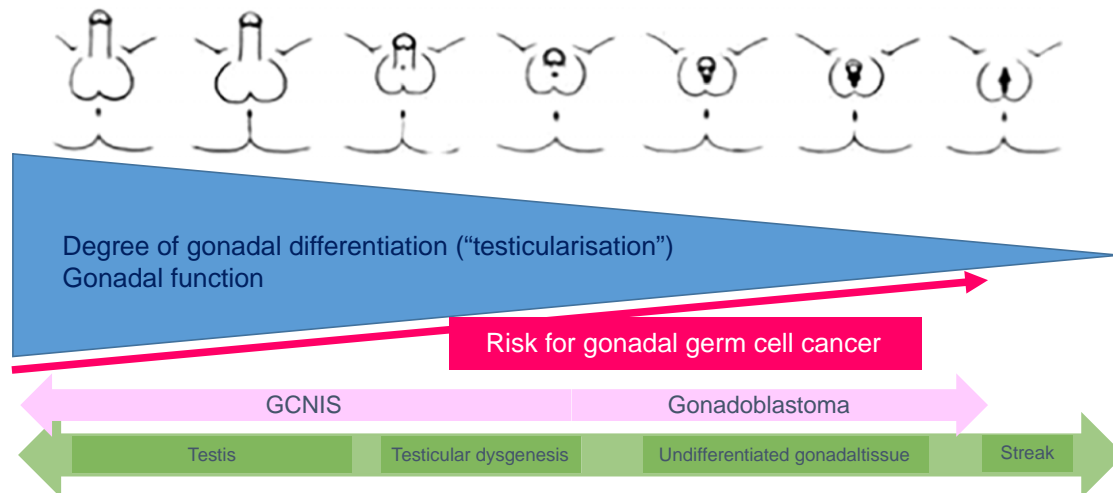 Degree of gonadal differentiation (“testicularisation”)
Gonadal function
Risk for gonadal germ cell cancer
GCNIS Gonadoblastoma
Testis Testicular dysgenesis Undifferentiated gonadaltissue Streak